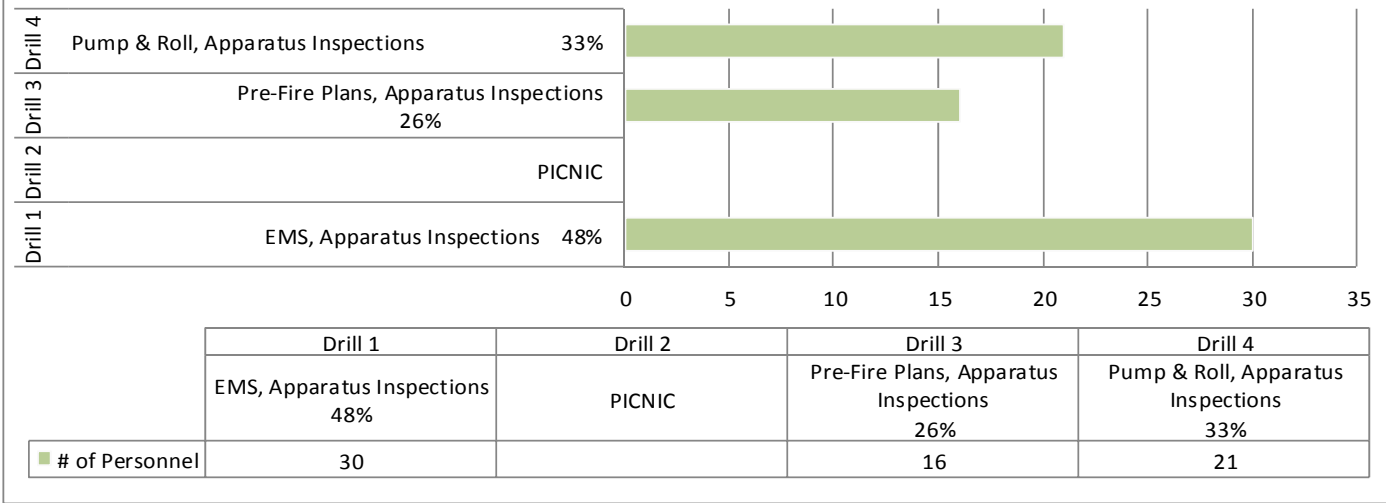 Drill 4
Pump & Roll, Apparatus Inspections 33%
Drill 3
Pre-Fire Plans, Apparatus Inspections
26%
Drill 2
PICNIC
Drill 1
EMS, Apparatus Inspections 48%
0 5 10 15 20 25 30 35
Drill 1 Drill 2 Drill 3 Drill 4
EMS, Apparatus Inspections
48%
PICNIC
Pre-Fire Plans, Apparatus
Inspections
26%
Pump & Roll, Apparatus
Inspections
33%
# of Personnel 30 16 21